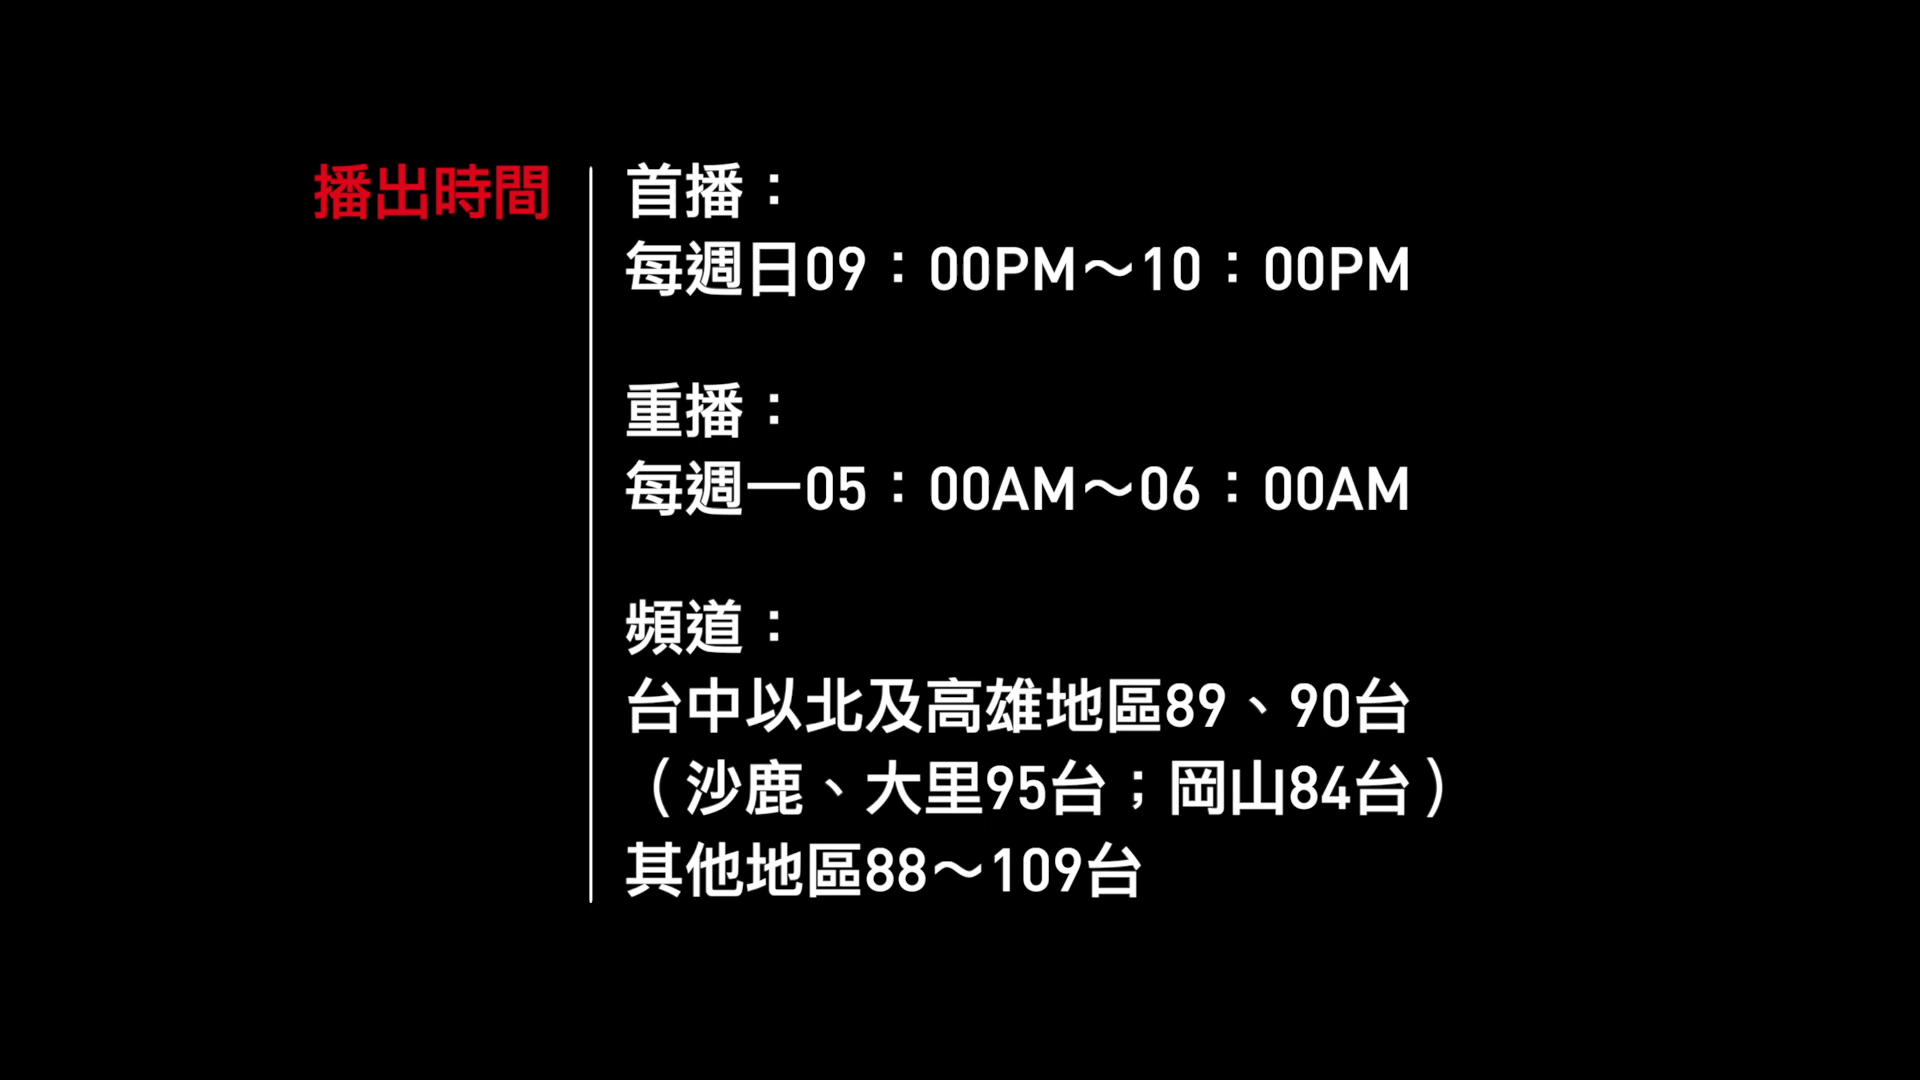 播出時間
首播：
每週日09：00PM～10：00PM
重播：
每週一05：00AM～06：00AM
頻道：
台中以北及高雄地區89、90台
（沙鹿、大里95台；岡山84台）
其他地區88～109台